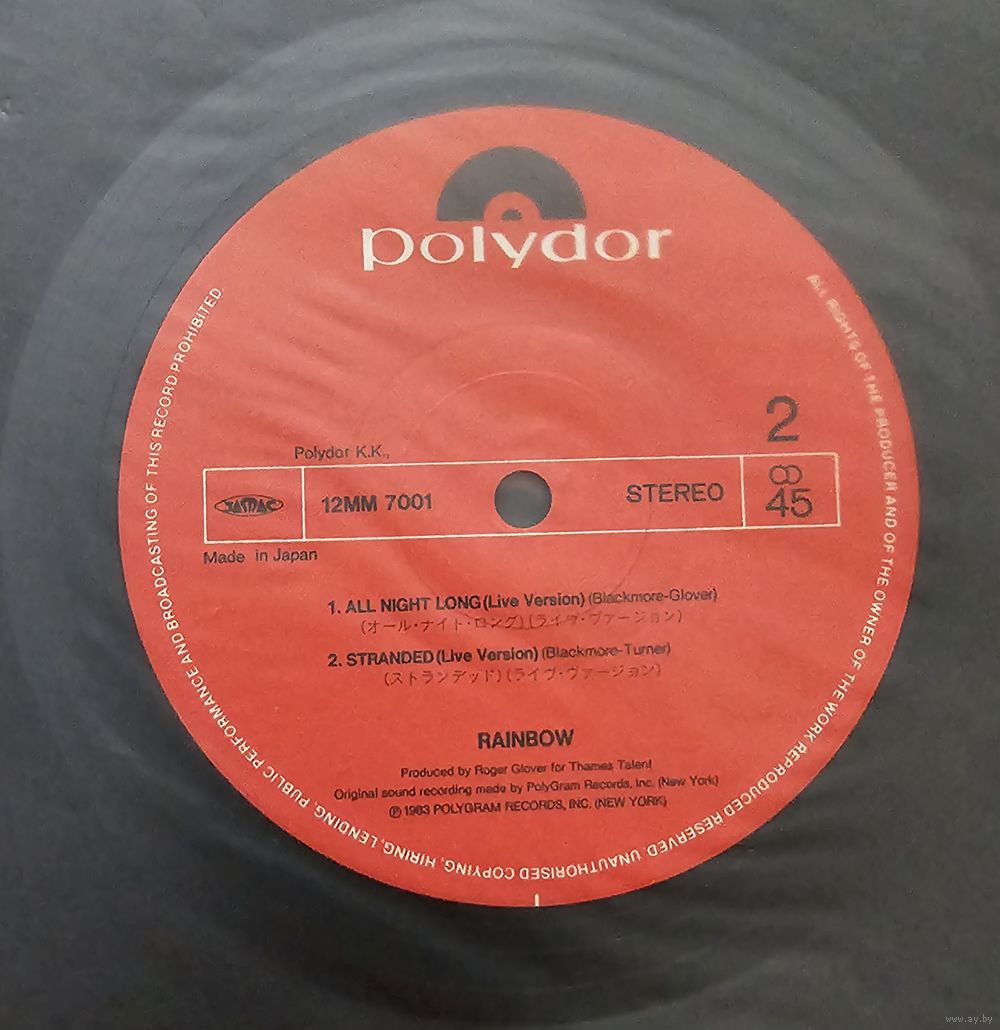 polydor
ALL RIGHTS OF THE PRODUCER AND OF THE OWNER OF THE WORK REPRODUCED RESERVED. UNAUTHORISED COPYING, HIRING, LENDING, PUBLIC PERFORMANCE AND BROADCASTING OF THIS RECORD PROHIBITED.
2
Polydor K.K.,
JASRAC
12MM 7001
STEREO
45
Made in Japan
1. ALL NIGHT LONG (Live Version) (Blackmore-Glover)
(オール・ナイト・ロング) (ライヴ・ヴァージョン)
2. STRANDED (Live Version) (Blackmore-Turner)
(ストランデッド) (ライヴ・ヴァージョン)
RAINBOW
Produced by Roger Glover for Thames Talent
Original sound recording made by PolyGram Records, Inc. (New York)
℗ 1983 POLYGRAM RECORDS, INC. (NEW YORK)
www.ay.by